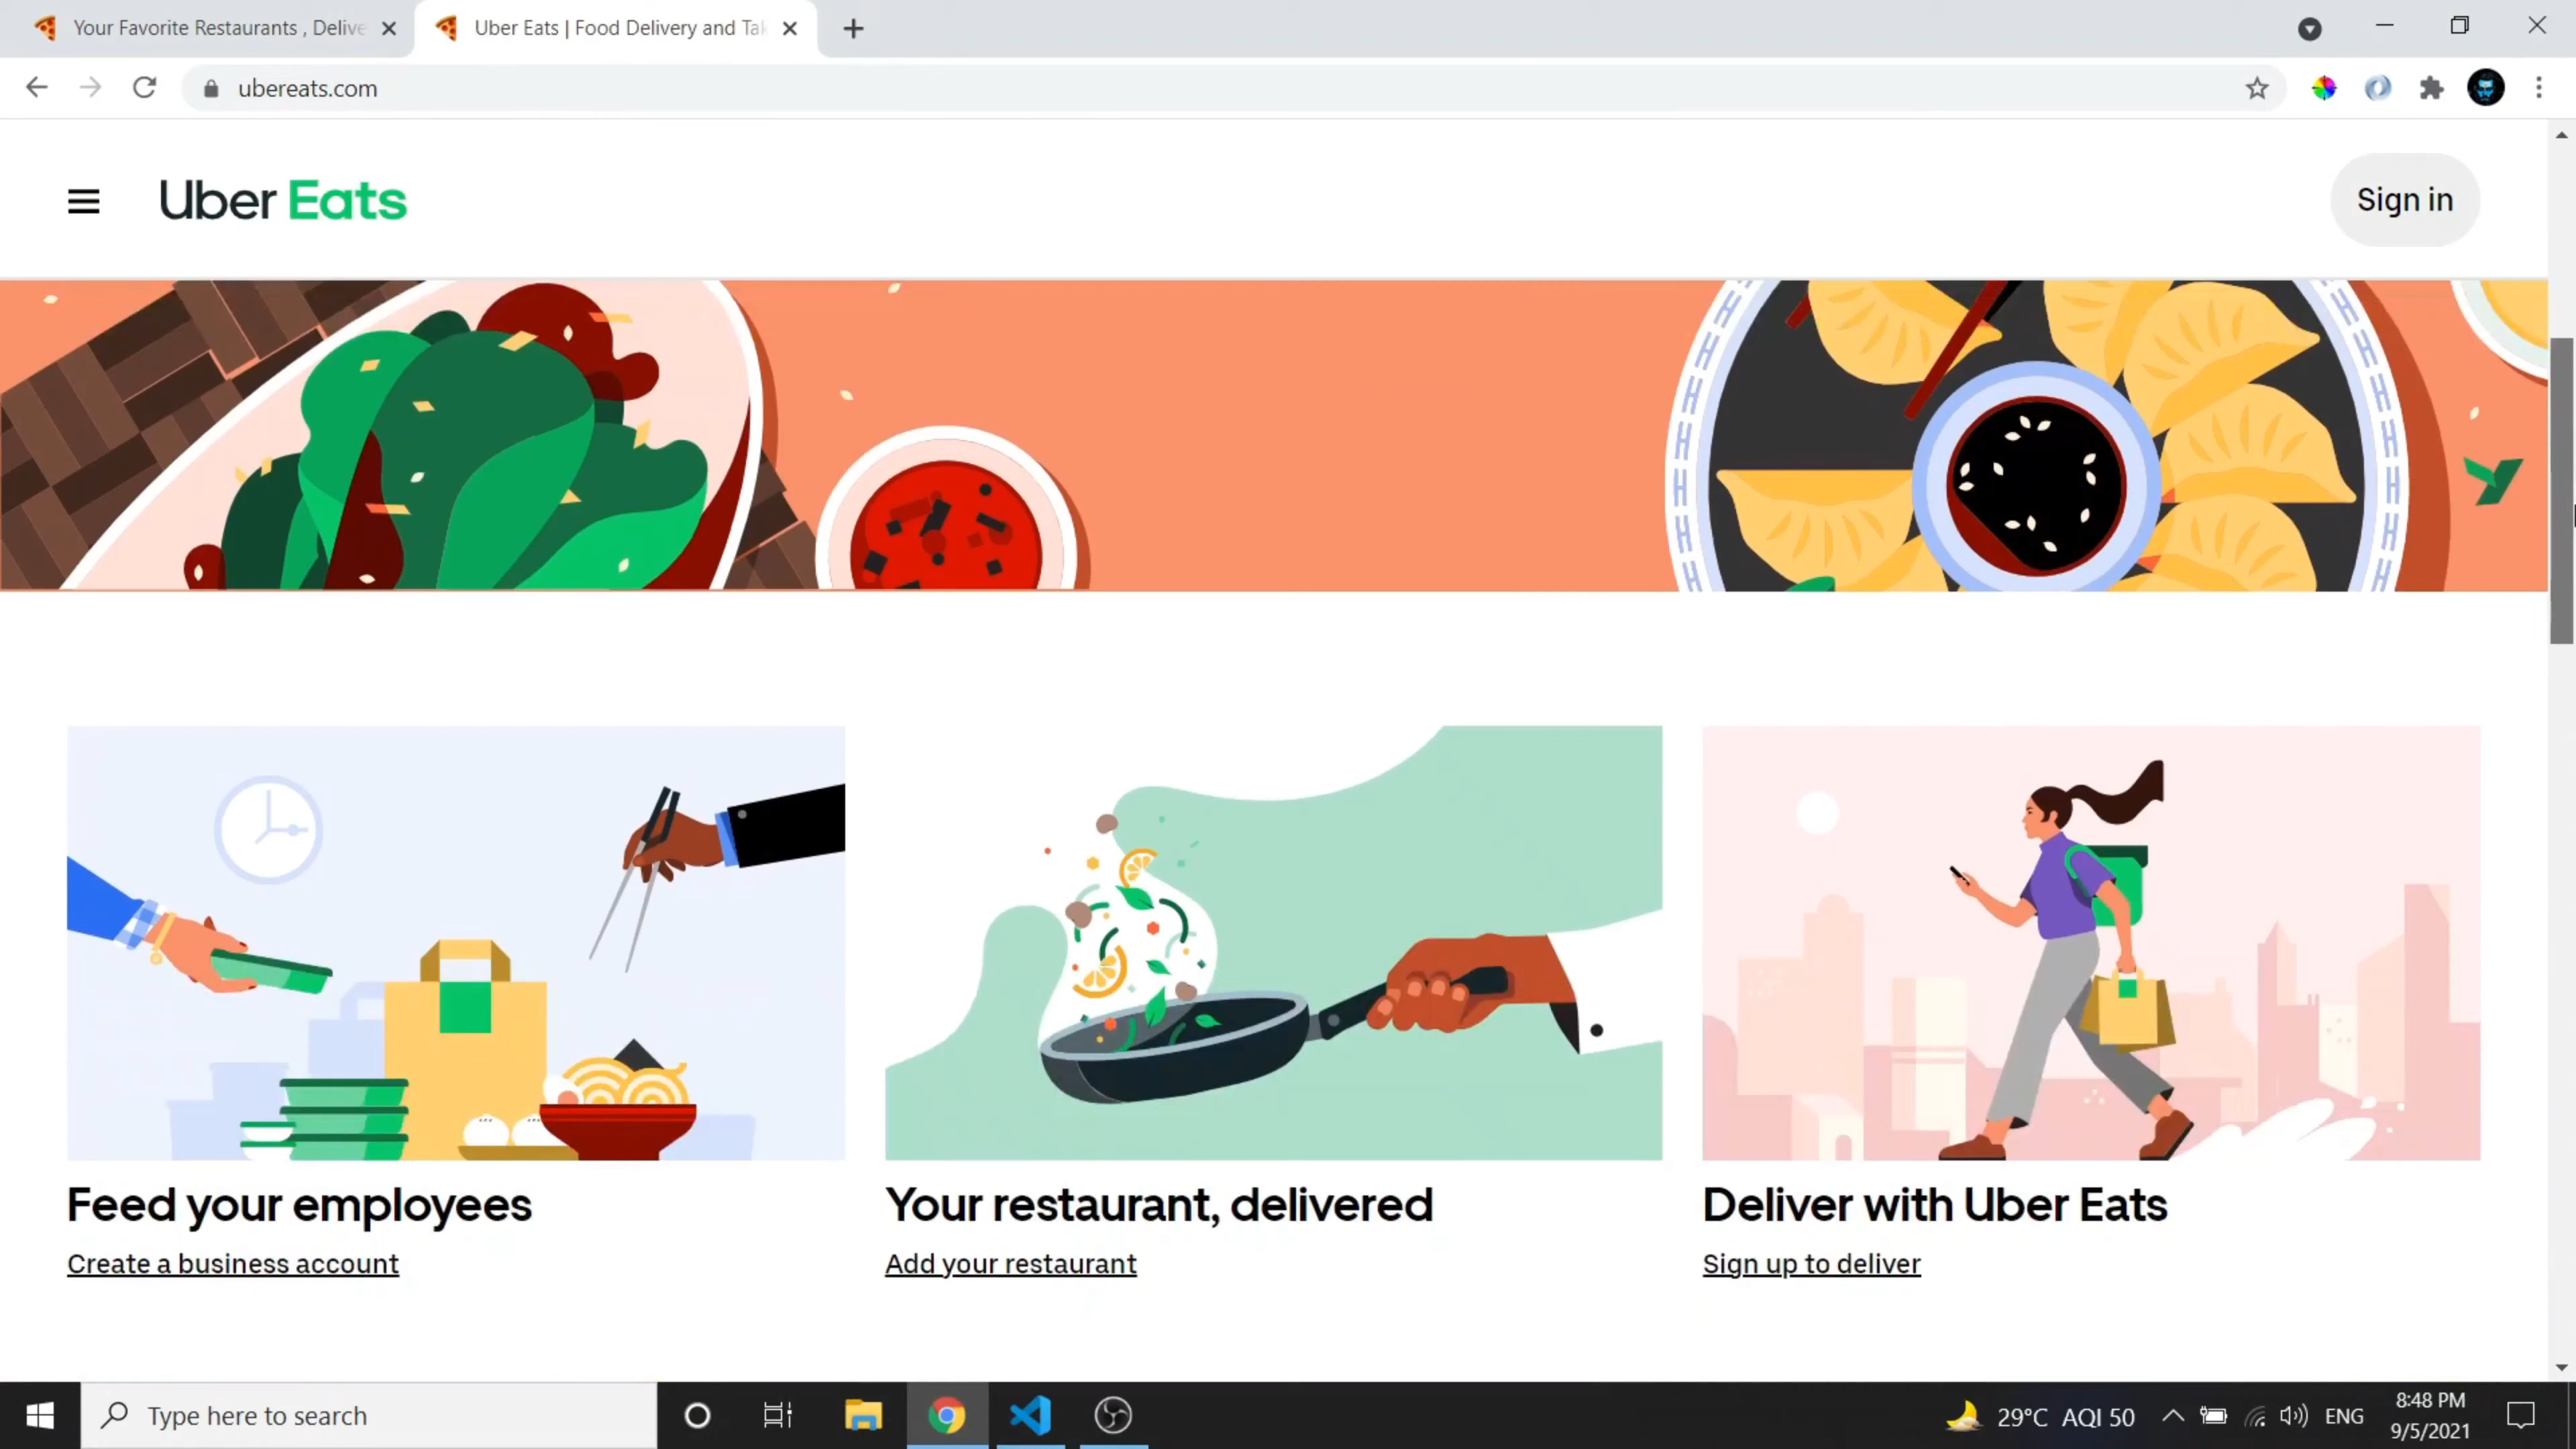 Your Favorite Restaurants , Delive
Uber Eats | Food Delivery and Tak
ubereats.com
Uber Eats
Sign in
Feed your employees
Create a business account
Your restaurant, delivered
Add your restaurant
Deliver with Uber Eats
Sign up to deliver
Type here to search
29°C AQI 50
ENG
8:48 PM
9/5/2021